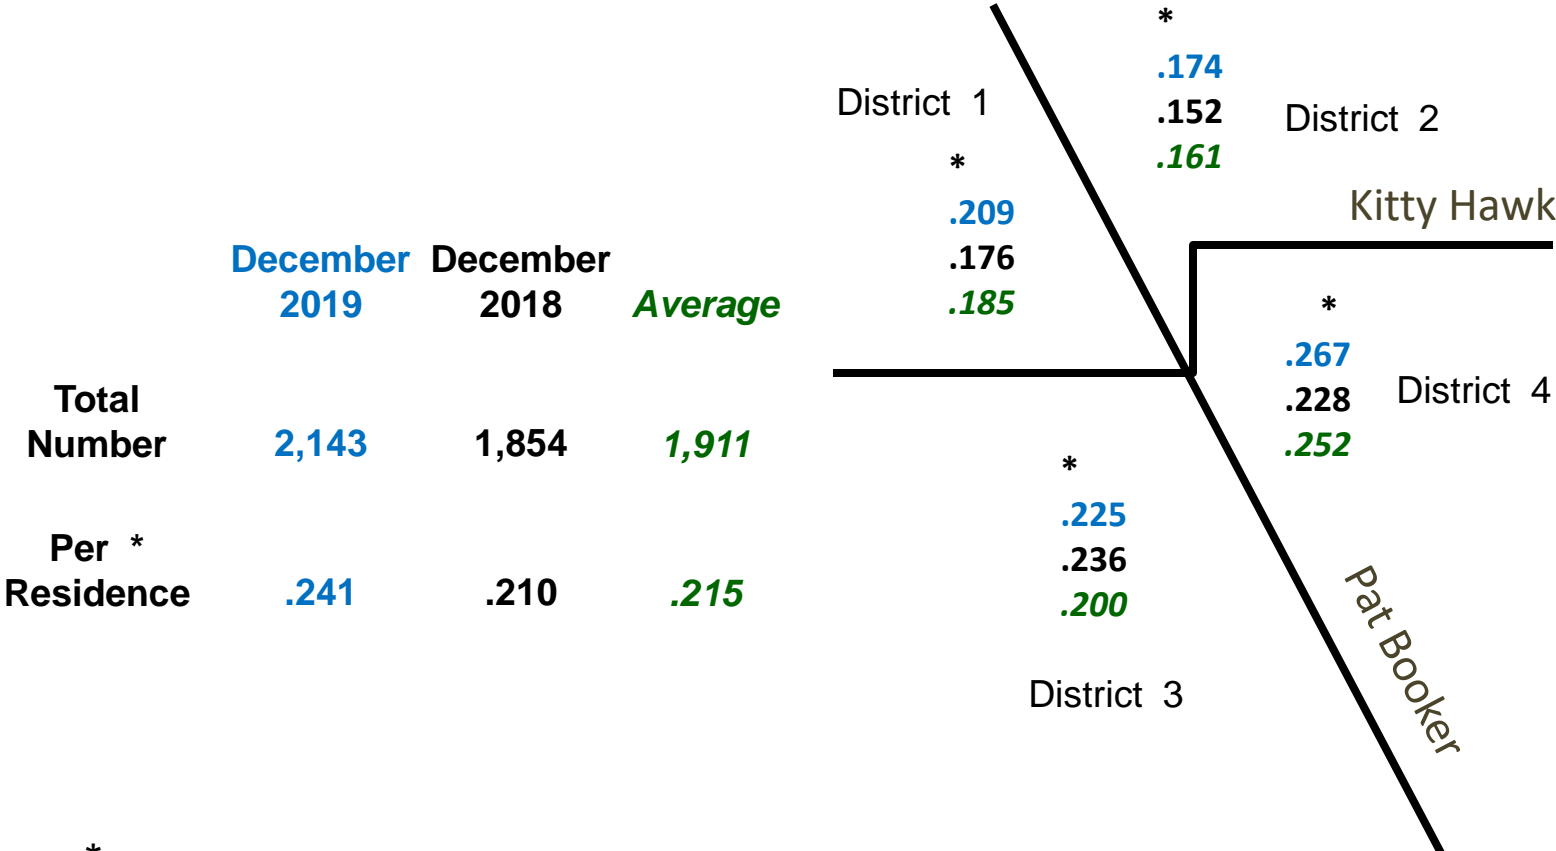 December December
2019 2018 Average
Total
Number 2,143 1,854 1,911
Per *
Residence .241 .210 .215
*
District 1
*
.209
.176
.185
*
.174
.152
.161
District 2
Kitty Hawk
*
.267
.228
.252
District 4
*
.225
.236
.200
District 3
Pat Booker